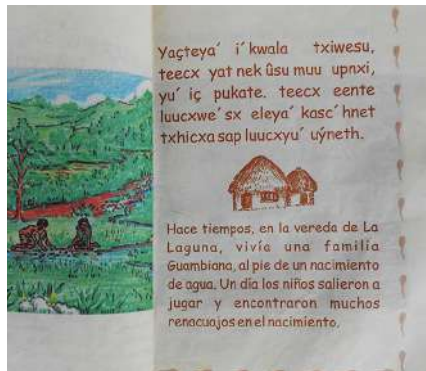 Yaçteya´ i´kwala txiwesu,
teecx yat nek ûsu muu upnxi,
yu´ iç pukate. teecx eente
luucxwe´sx eleya´ kasc´hnet
txhicxa sap luucxyu´ uýneth.
Hace tiempos, en la vereda de La
Laguna, vivía una familia
Guambiana, al pie de un nacimiento
de agua. Un día los niños salieron a
jugar y encontraron muchos
renacuajos en el nacimiento.